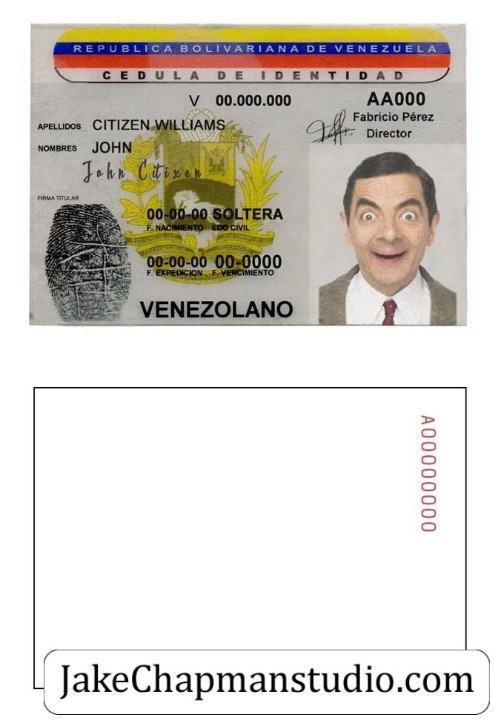 REPUBLICA BOLIVARIANA DE VENEZUELA
CEDULA DE IDENTIDAD
V 00.000.000
AA000
Fabricio Pérez
Director
APELLIDOS CITIZEN WILLIAMS
NOMBRES JOHN
John Citizen
FIRMA TITULAR
00-00-00 SOLTERA
F. NACIMIENTO EDO CIVIL
00-00-00 00-0000
F. EXPEDICION F. VENCIMIENTO
VENEZOLANO
A00000000
JakeChapmanstudio.com